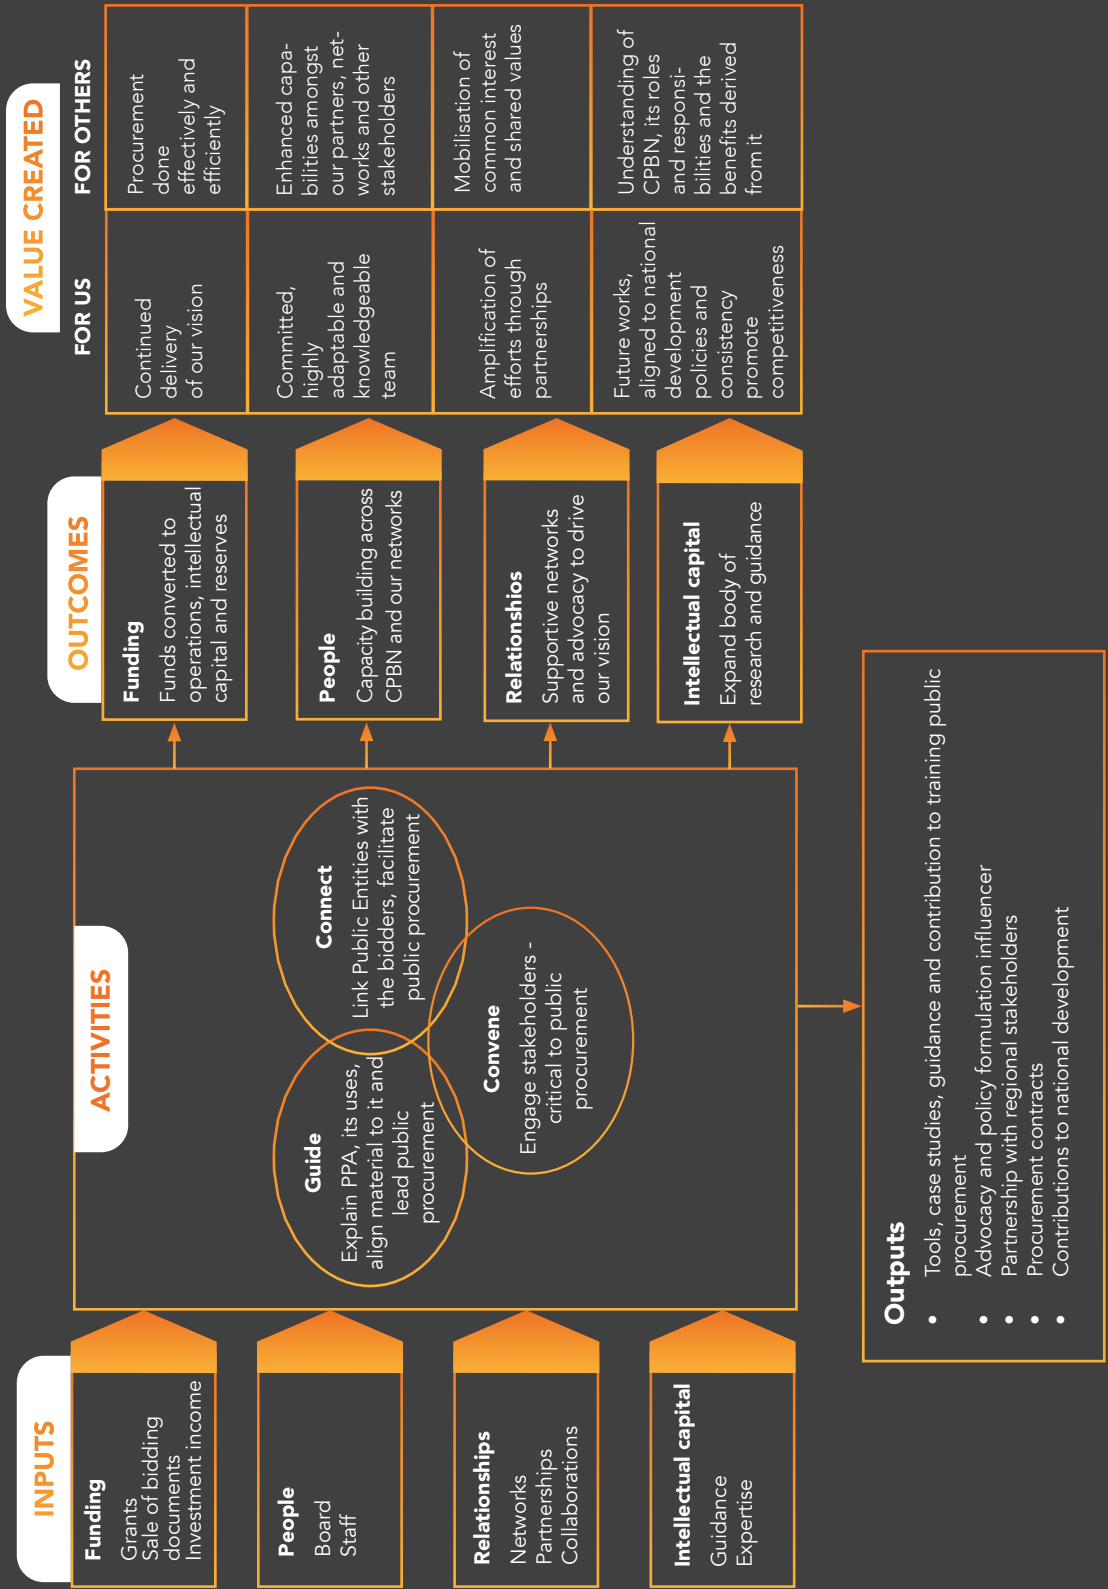 INPUTS
Funding
Grants
Sale of bidding
documents
Investment income
People
Board
Staff
Relationships
Networks
Partnerships
Collaborations
Intellectual capital
Guidance
Expertise
ACTIVITIES
Guide
Explain PPA, its uses,
align material to it and
lead public
procurement
Connect
Link Public Entities with
the bidders, facilitate
public procurement
Convene
Engage stakeholders -
critical to public
procurement
OUTCOMES
Funding
Funds converted to
operations, intellectual
capital and reserves
People
Capacity building across
CPBN and our networks
Relationshios
Supportive networks
and advocacy to drive
our vision
Intellectual capital
Expand body of
research and guidance
VALUE CREATED
FOR US
FOR OTHERS
Continued
delivery
of our vision
Procurement
done
effectively and
efficiently
Committed,
highly
adaptable and
knowledgeable
team
Enhanced capa-
bilities amongst
our partners, net-
works and other
stakeholders
Amplification of
efforts through
partnerships
Mobilisation of
common interest
and shared values
Future works,
aligned to national
development
policies and
consistency
promote
competitiveness
Understanding of
CPBN, its roles
and responsi-
bilities and the
benefits derived
from it
Outputs
• Tools, case studies, guidance and contribution to training public
procurement
• Advocacy and policy formulation influencer
• Partnership with regional stakeholders
• Procurement contracts
• Contributions to national development